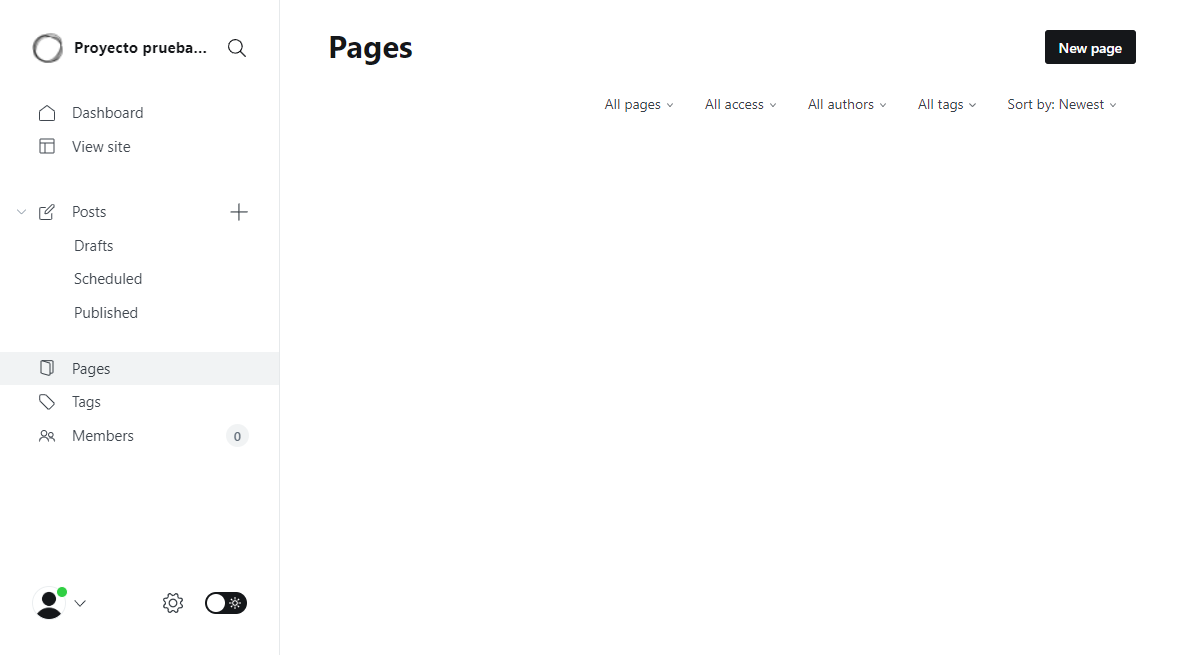 Proyecto prueba...
Dashboard
View site
Posts
Drafts
Scheduled
Published
Pages
Tags
Members 0
Pages
New page
All pages All access All authors All tags Sort by: Newest